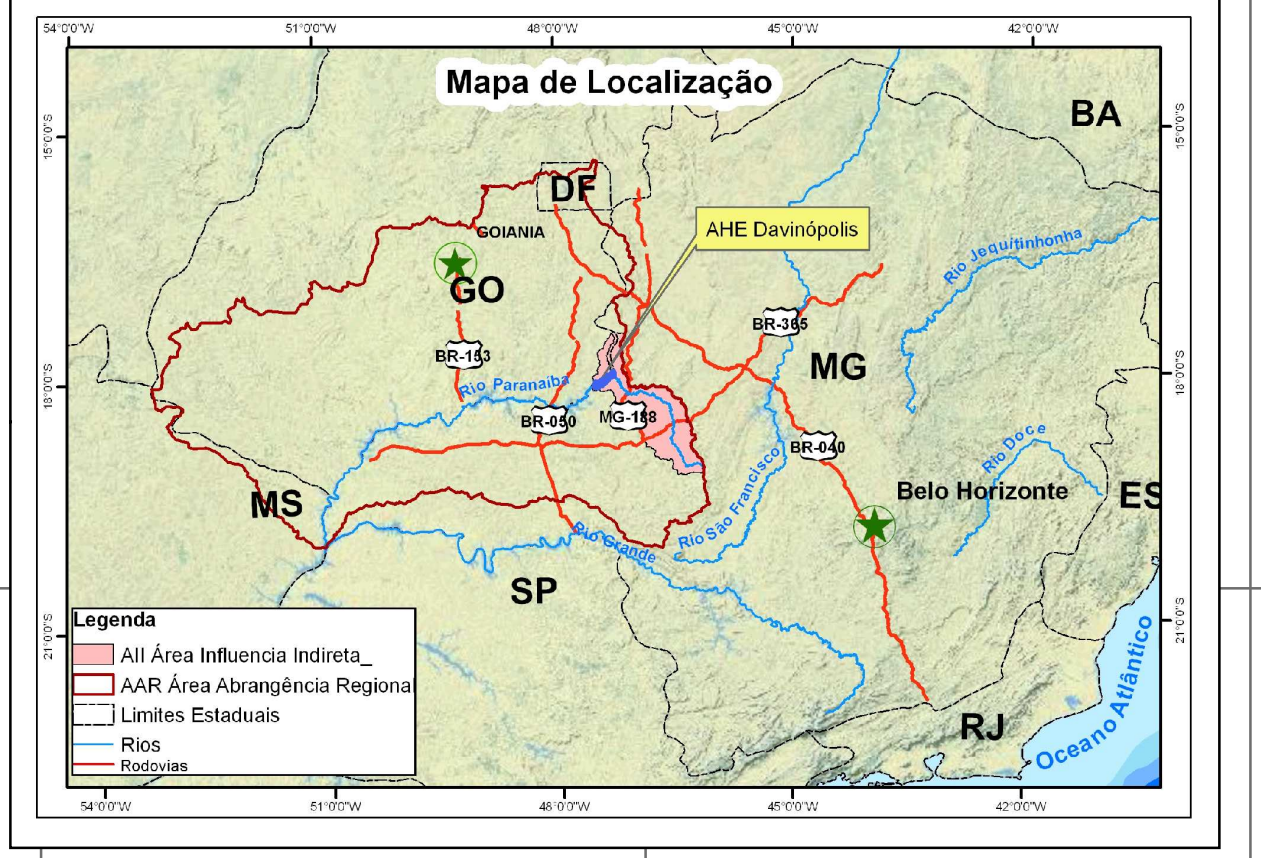 54°0'0"W 51°0'0"W 48°0'0"W 45°0'0"W 42°0'0"W
Mapa de Localização
BA
15°0'0"S
15°0'0"S
DF
AHE Davinópolis
GOIANIA
Rio Jequitinhonha
GO
BR-365
BR-153
MG
18°0'0"S
18°0'0"S
Rio Paranaíba
BR-050
MG-188
BR-040
Rio Doce
Rio São Francisco
MS
Belo Horizonte
ES
Rio Grande
SP
Legenda
AII Área Influencia Indireta_
AAR Área Abrangência Regional
Limites Estaduais
Rios
Rodovias
21°0'0"S
21°0'0"S
RJ
Oceano Atlântico
54°0'0"W 51°0'0"W 48°0'0"W 45°0'0"W 42°0'0"W